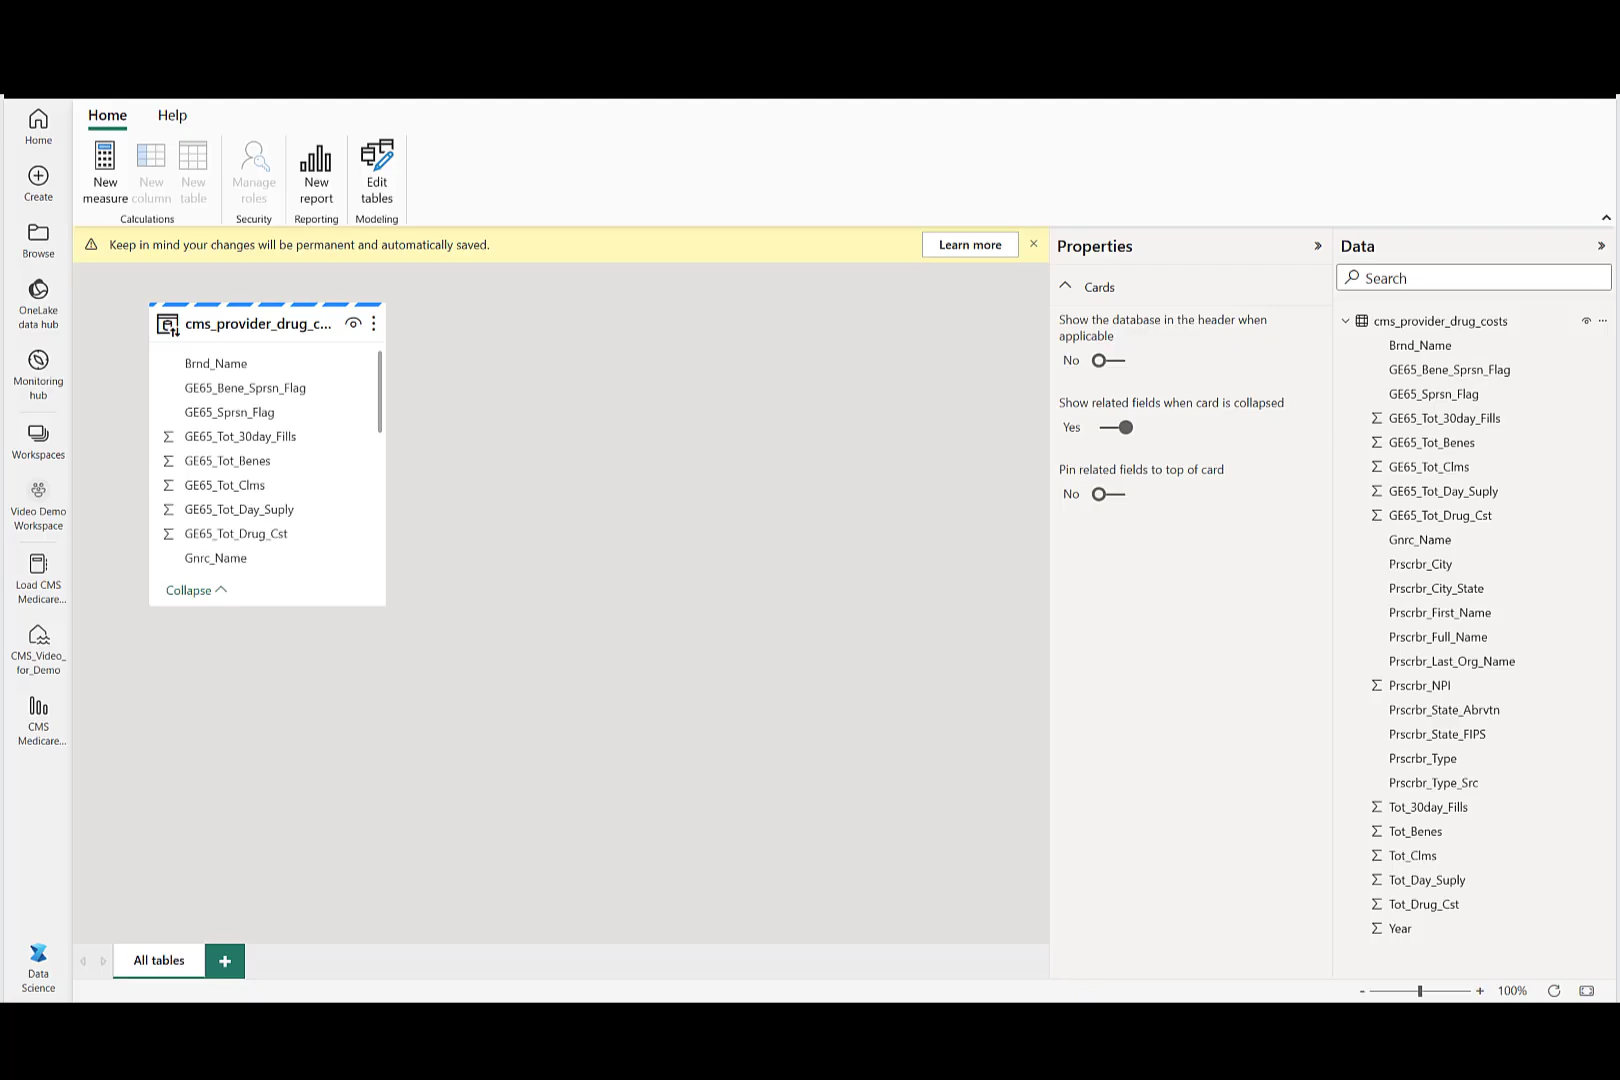 Home
Help
New
measure
New
column
New
table
Calculations
Manage
roles
Security
New
report
Reporting
Edit
tables
Modeling
Home
Create
Browse
OneLake
data hub
Monitoring
hub
Workspaces
Video Demo
Workspace
Load CMS
Medicare...
CMS_Video_
for_Demo
CMS
Medicare...
Data
Science
Keep in mind your changes will be permanent and automatically saved.
Learn more
cms_provider_drug_c...
Brnd_Name
GE65_Bene_Sprsn_Flag
GE65_Sprsn_Flag
GE65_Tot_30day_Fills
GE65_Tot_Benes
GE65_Tot_Clms
GE65_Tot_Day_Suply
GE65_Tot_Drug_Cst
Gnrc_Name
Collapse
All tables
Properties
Cards
Show the database in the header when
applicable
No
Show related fields when card is collapsed
Yes
Pin related fields to top of card
No
Data
Search
cms_provider_drug_costs
Brnd_Name
GE65_Bene_Sprsn_Flag
GE65_Sprsn_Flag
GE65_Tot_30day_Fills
GE65_Tot_Benes
GE65_Tot_Clms
GE65_Tot_Day_Suply
GE65_Tot_Drug_Cst
Gnrc_Name
Prscrbr_City
Prscrbr_City_State
Prscrbr_First_Name
Prscrbr_Full_Name
Prscrbr_Last_Org_Name
Prscrbr_NPI
Prscrbr_State_Abrvtn
Prscrbr_State_FIPS
Prscrbr_Type
Prscrbr_Type_Src
Tot_30day_Fills
Tot_Benes
Tot_Clms
Tot_Day_Suply
Tot_Drug_Cst
Year
- + 100%